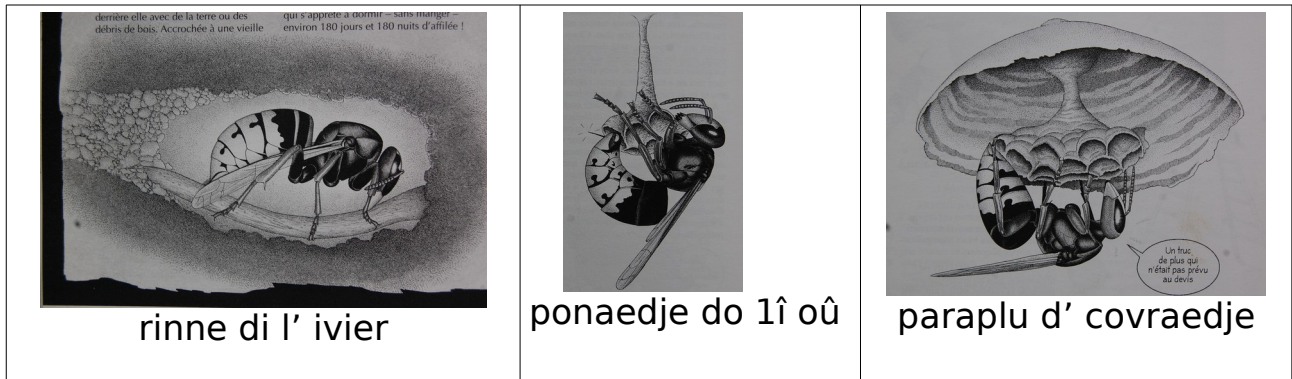 derrière elle avec de la terre ou des
débris de bois. Accrochée à une vieille
qui s'apprête à dormir – sans manger –
environ 180 jours et 180 nuits d'affilée !
Un truc
de plus qui
n'était pas prévu
au devis
rinne di l' ivier
ponaedje do 1î oû
paraplu d' covraedje